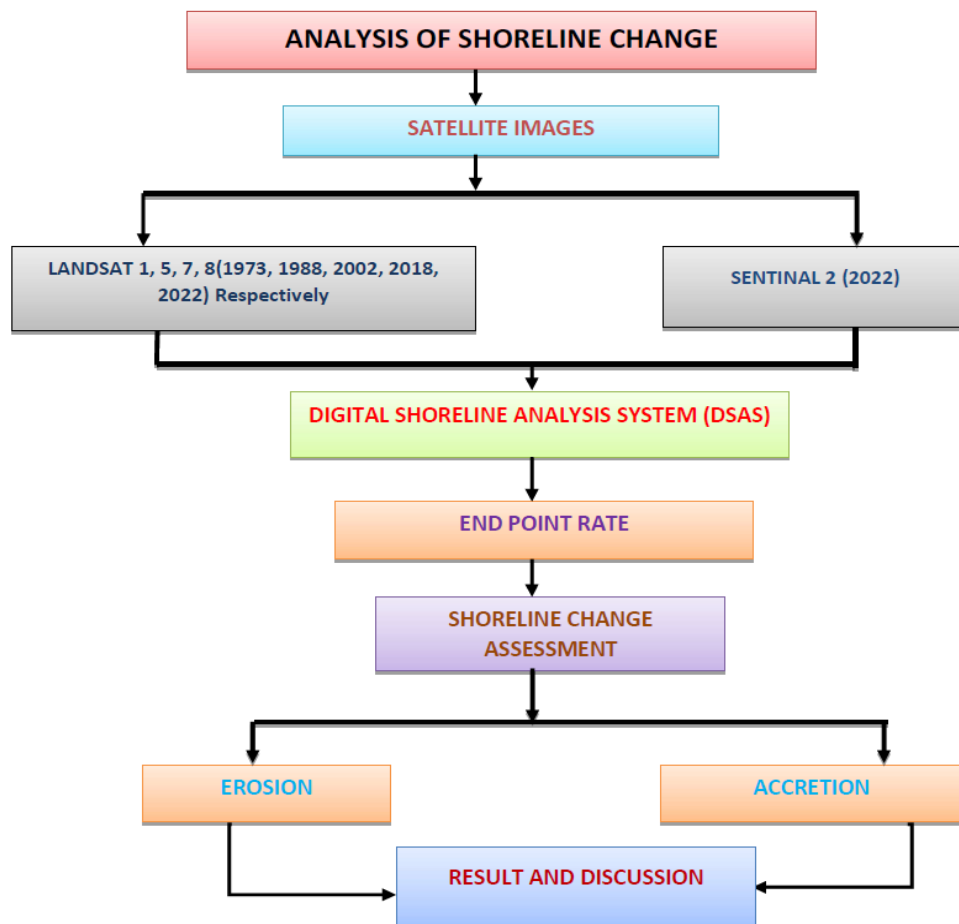 ANALYSIS OF SHORELINE CHANGE
SATELLITE IMAGES
LANDSAT 1, 5, 7, 8(1973, 1988, 2002, 2018,
2022) Respectively
SENTINAL 2 (2022)
DIGITAL SHORELINE ANALYSIS SYSTEM (DSAS)
END POINT RATE
SHORELINE CHANGE
ASSESSMENT
EROSION
ACCRETION
RESULT AND DISCUSSION